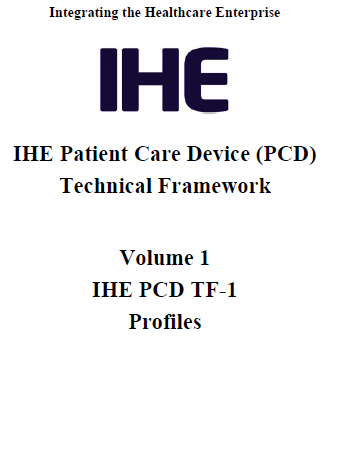 Integrating the Healthcare Enterprise
IHE
IHE Patient Care Device (PCD)
Technical Framework
Volume 1
IHE PCD TF-1
Profiles